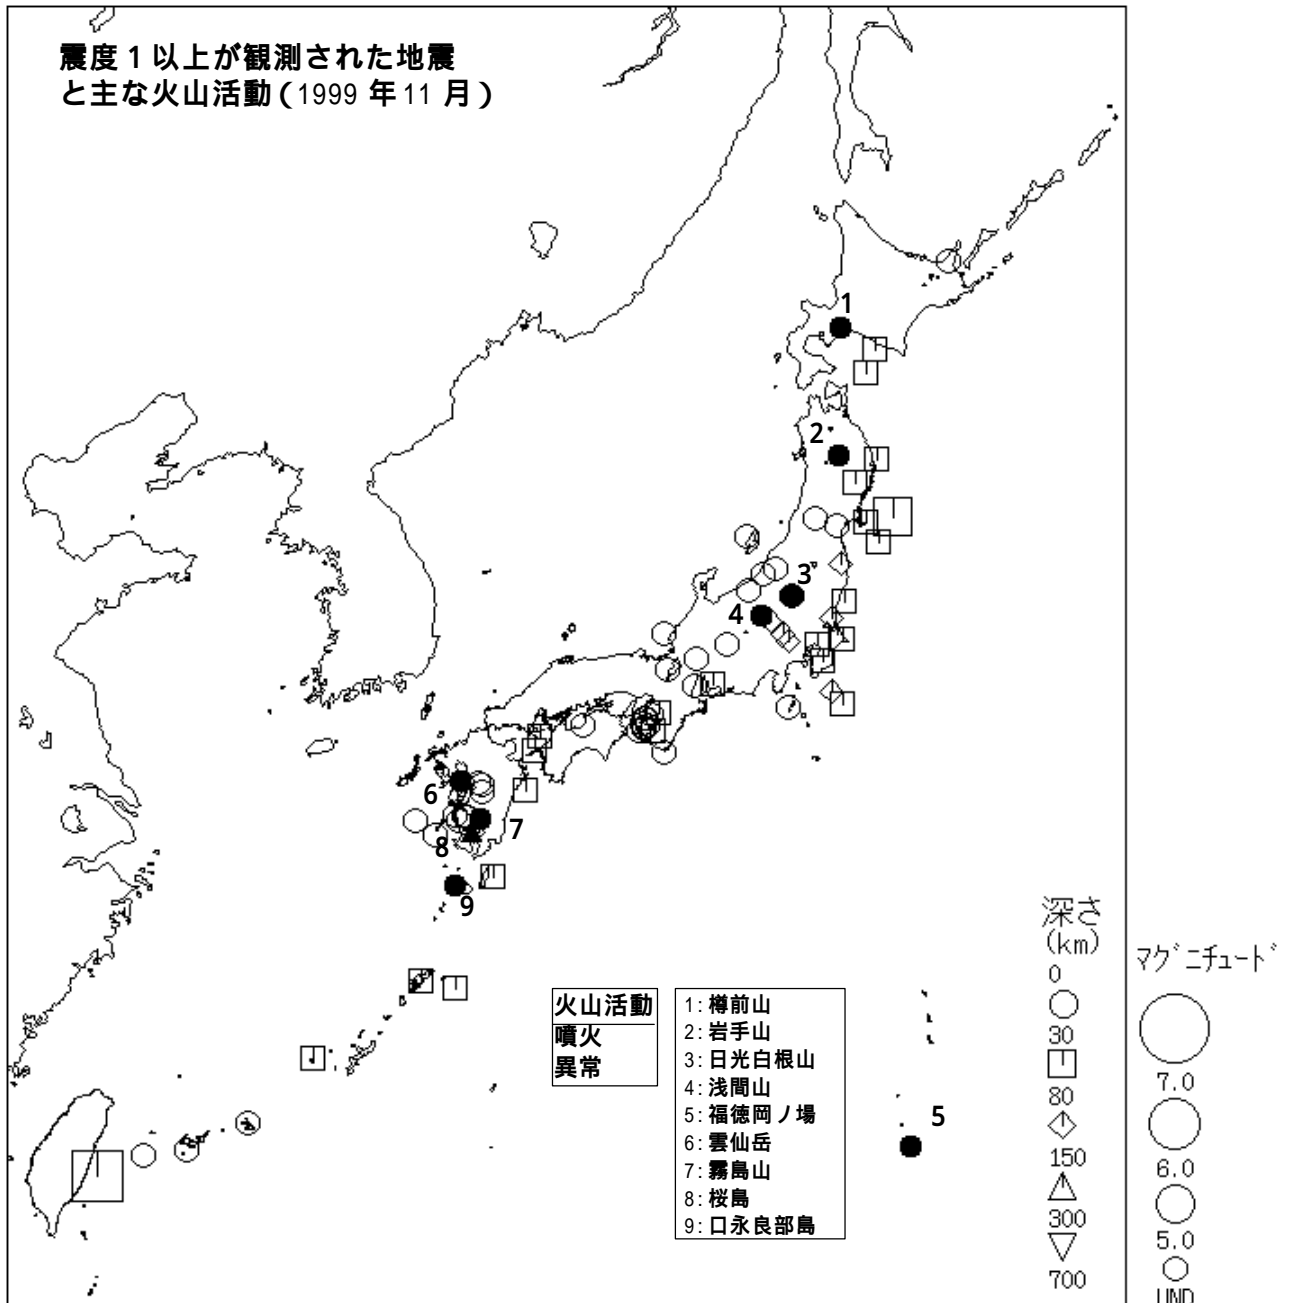 震度1以上が観測された地震
と主な火山活動(1999 年 11 月)
1
2
3
4
6
7
8
9
5
火山活動
噴火
異常
1: 樽前山
2: 岩手山
3: 日光白根山
4: 浅間山
5: 福徳岡ノ場
6: 雲仙岳
7: 霧島山
8: 桜島
9: 口永良部島
深さ
(km)
0
30
80
150
300
700
マグニチュード
7.0
6.0
5.0
UND